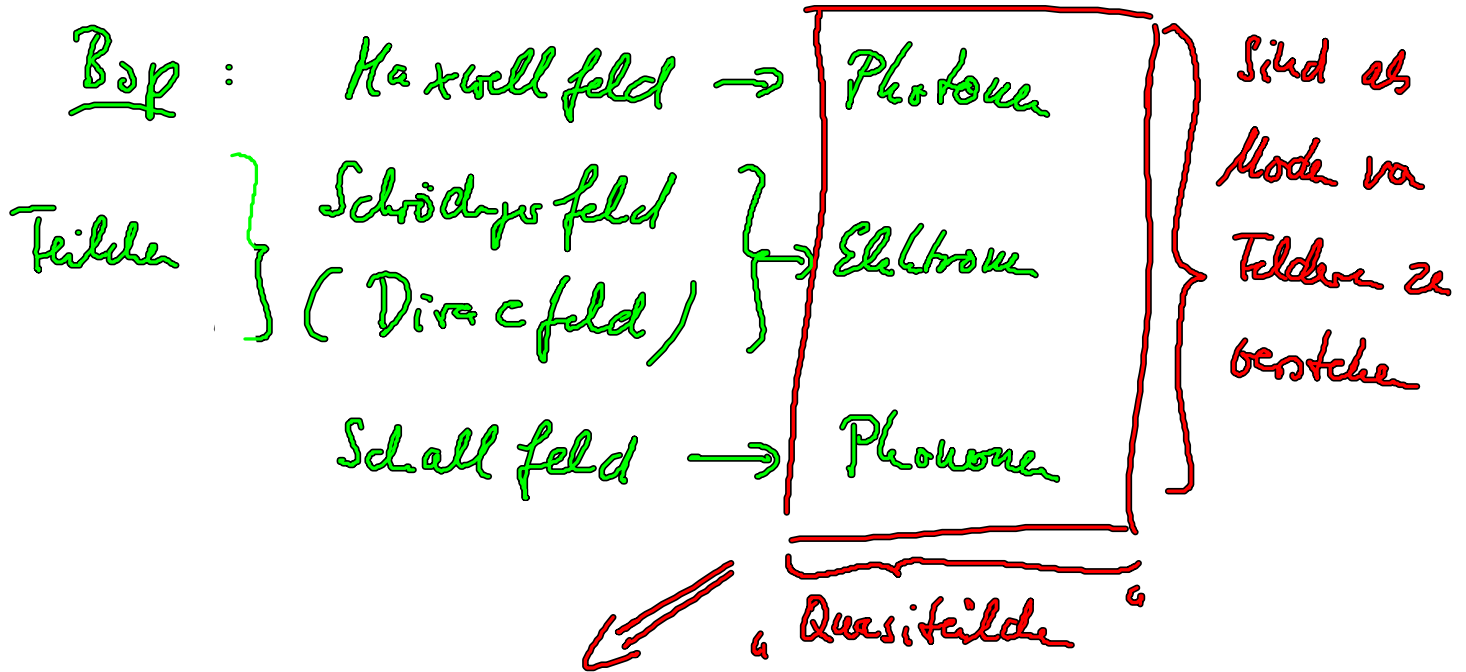 Bsp : Maxwellfeld → Photonen
Teilchen } Schrödingerfeld
( Diracfeld ) } → Elektronen
Schallfeld → Phononen
Sind als
Moden von
Feldern zu
verstehen
"Quasiteilchen"